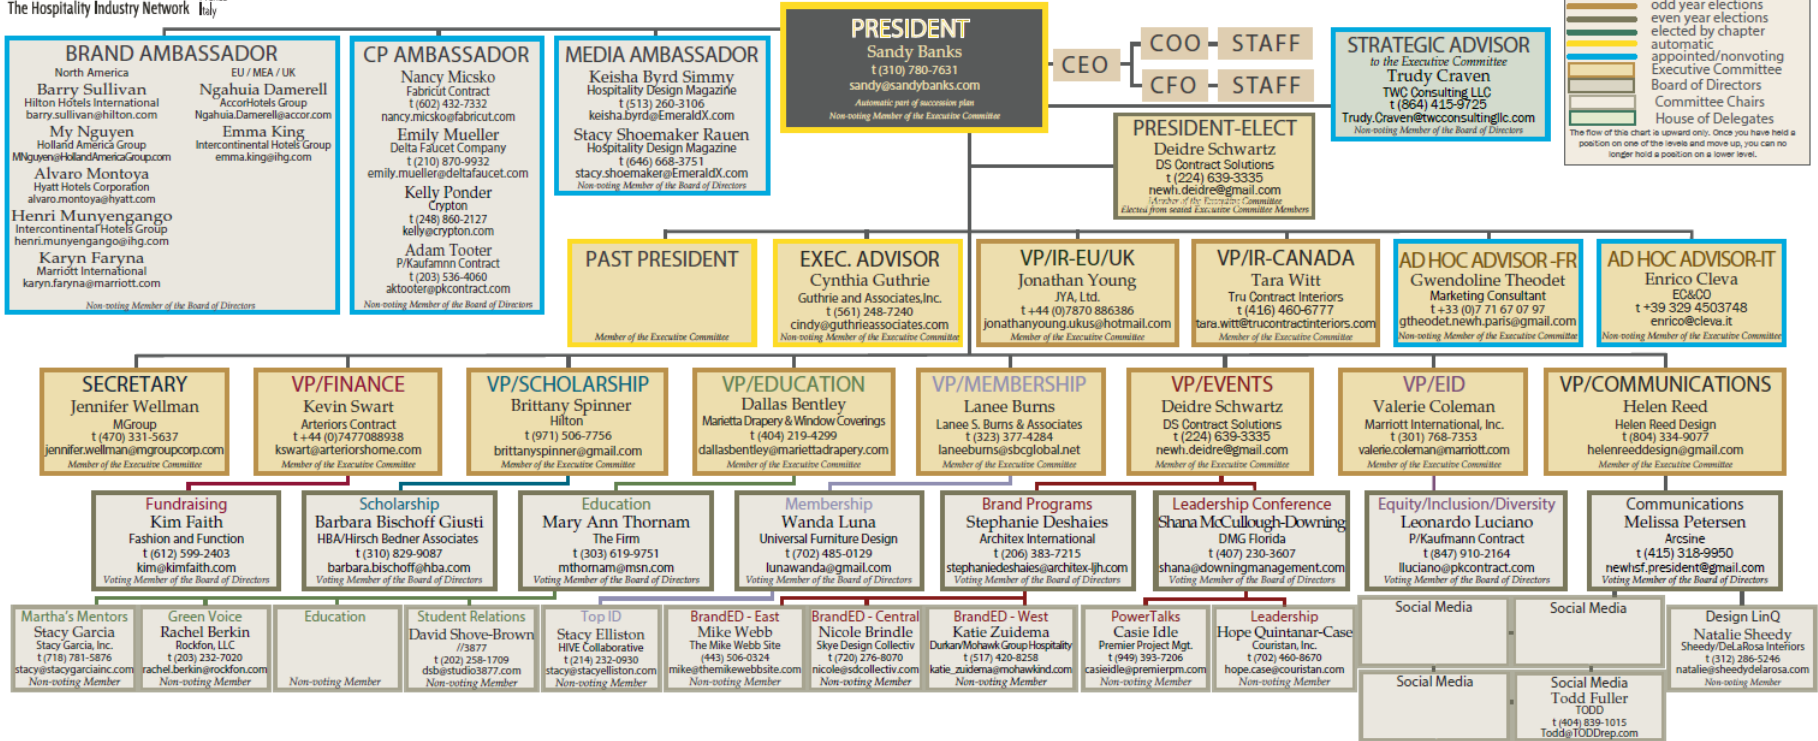 The Hospitality Industry Network
Italy
PRESIDENT
Sandy Banks
t (310) 780-7631
sandy@sandybanks.com
Automatic part of succession plan
Non-voting Member of the Executive Committee
CEO
COO
STAFF
CFO
STAFF
STRATEGIC ADVISOR
to the Executive Committee
Trudy Craven
TWC Consulting LLC
t (864) 415-9725
Trudy.Craven@twcconsultingllc.com
Non-voting Member of the Board of Directors
odd year elections
even year elections
elected by chapter
automatic
appointed/nonvoting
Executive Committee
Board of Directors
Committee Chairs
House of Delegates
The flow of this chart is upward only. Once you have held a
position on one of the levels and move up, you can no
longer hold a position on a lower level.
BRAND AMBASSADOR
North America
Barry Sullivan
Hilton Hotels International
barry.sullivan@hilton.com
My Nguyen
Holland America Group
MNguyen@HollandAmericaGroup.com
Alvaro Montoya
Hyatt Hotels Corporation
alvaro.montoya@hyatt.com
Henri Munyengango
Intercontinental Hotels Group
henri.munyengango@ihg.com
Karyn Faryna
Marriott International
karyn.faryna@marriott.com
EU / MEA / UK
Ngahuia Damerell
AccorHotels Group
Ngahuia.Damerell@accor.com
Emma King
Intercontinental Hotels Group
emma.king@ihg.com
Non-voting Member of the Board of Directors
CP AMBASSADOR
Nancy Micsko
Fabricut Contract
t (602) 432-7332
nancy.micsko@fabricut.com
Emily Mueller
Delta Faucet Company
t (210) 870-9932
emily.mueller@deltafaucet.com
Kelly Ponder
Crypton
t (248) 860-2127
kelly@crypton.com
Adam Tooter
P/Kaufamnn Contract
t (203) 536-4060
aktooter@pkcontract.com
Non-voting Member of the Board of Directors
MEDIA AMBASSADOR
Keisha Byrd Simmy
Hospitality Design Magazine
t (513) 260-3106
keisha.byrd@EmeraldX.com
Stacy Shoemaker Rauen
Hospitality Design Magazine
t (646) 668-3751
stacy.shoemaker@EmeraldX.com
Non-voting Member of the Board of Directors
PRESIDENT-ELECT
Deidre Schwartz
DS Contract Solutions
t (224) 639-3335
newh.deidre@gmail.com
Member of the Executive Committee
Elected from seated Executive Committee Members
PAST PRESIDENT
Member of the Executive Committee
EXEC. ADVISOR
Cynthia Guthrie
Guthrie and Associates,Inc.
t (561) 248-7240
cindy@guthrieassociates.com
Non-voting Member of the Executive Committee
VP/IR-EU/UK
Jonathan Young
JYA, Ltd.
t +44 (0)7870 886386
jonathanyoung.ukus@hotmail.com
Member of the Executive Committee
VP/IR-CANADA
Tara Witt
Tru Contract Interiors
t (416) 460-6777
tara.witt@trucontractinteriors.com
Member of the Executive Committee
AD HOC ADVISOR -FR
Gwendoline Theodet
Marketing Consultant
t +33 (0)7 71 67 07 97
gtheodet.newh.paris@gmail.com
Non-voting Member of the Executive Committee
AD HOC ADVISOR-IT
Enrico Cleva
EC&CO
t +39 329 4503748
enrico@cleva.it
Non-voting Member of the Executive Committee
SECRETARY
Jennifer Wellman
MGroup
t (470) 331-5637
jennifer.wellman@mgroupcorp.com
Member of the Executive Committee
VP/FINANCE
Kevin Swart
Arteriors Contract
t +44 (0)7477088938
kswart@arteriorshome.com
Member of the Executive Committee
VP/SCHOLARSHIP
Brittany Spinner
Hilton
t (971) 506-7756
brittanyspinner@gmail.com
Member of the Executive Committee
VP/EDUCATION
Dallas Bentley
Marietta Drapery & Window Coverings
t (404) 219-4299
dallasbentley@mariettadrapery.com
Member of the Executive Committee
VP/MEMBERSHIP
Lanee Burns
Lanee S. Burns & Associates
t (323) 377-4284
laneeburns@sbcglobal.net
Member of the Executive Committee
VP/EVENTS
Deidre Schwartz
DS Contract Solutions
t (224) 639-3335
newh.deidre@gmail.com
Member of the Executive Committee
VP/EID
Valerie Coleman
Marriott International, Inc.
t (301) 768-7353
valerie.coleman@marriott.com
Member of the Executive Committee
VP/COMMUNICATIONS
Helen Reed
Helen Reed Design
t (804) 334-9077
helenreeddesign@gmail.com
Member of the Executive Committee
Fundraising
Kim Faith
Fashion and Function
t (612) 599-2403
kim@kimfaith.com
Voting Member of the Board of Directors
Scholarship
Barbara Bischoff Giusti
HBA/Hirsch Bedner Associates
t (310) 829-9087
barbara.bischoff@hba.com
Voting Member of the Board of Directors
Education
Mary Ann Thornam
The Firm
t (303) 619-9751
mthornam@msn.com
Voting Member of the Board of Directors
Membership
Wanda Luna
Universal Furniture Design
t (702) 485-0129
lunawanda@gmail.com
Voting Member of the Board of Directors
Brand Programs
Stephanie Deshaies
Architex International
t (206) 383-7215
stephaniedeshaies@architex-ljh.com
Voting Member of the Board of Directors
Leadership Conference
Shana McCullough-Downing
DMG Florida
t (407) 230-3607
shana@downingmanagement.com
Voting Member of the Board of Directors
Equity/Inclusion/Diversity
Leonardo Luciano
P/Kaufmann Contract
t (847) 910-2164
lluciano@pkcontract.com
Voting Member of the Board of Directors
Communications
Melissa Petersen
Arcsine
t (415) 318-9950
newhsf.president@gmail.com
Voting Member of the Board of Directors
Martha's Mentors
Stacy Garcia
Stacy Garcia, Inc.
t (718) 781-5876
stacy@stacygarciainc.com
Non-voting Member
Green Voice
Rachel Berkin
Rockfon, LLC
t (203) 232-7020
rachel.berkin@rockfon.com
Non-voting Member
Education
Non-voting Member
Student Relations
David Shove-Brown
//3877
t (202) 258-1709
dsb@studio3877.com
Non-voting Member
Top ID
Stacy Elliston
HIVE Collaborative
t (214) 232-0930
stacy@stacyelliston.com
Non-voting Member
BrandED - East
Mike Webb
The Mike Webb Site
(443) 506-0324
mike@themikewebbsite.com
Non-voting Member
BrandED - Central
Nicole Brindle
Skye Design Collectiv
t (720) 276-8070
nicole@sdcollectiv.com
Non-voting Member
BrandED - West
Katie Zuidema
Durkan/Mohawk Group Hospitality
t (517) 420-8258
katie_zuidema@mohawkind.com
Non-voting Member
PowerTalks
Casie Idle
Premier Project Mgt.
t (949) 393-7206
casieidle@premierpm.com
Non-voting Member
Leadership
Hope Quintanar-Case
Couristan, Inc.
t (702) 460-8670
hope.case@couristan.com
Non-voting Member
Social Media
Social Media
Social Media
Social Media
Todd Fuller
TODD
t (404) 839-1015
Todd@TODDrep.com
Design LinQ
Natalie Sheedy
Sheedy/DeLaRosa Interiors
t (312) 286-5246
natalie@sheedydelarosa.com
Non-voting Member